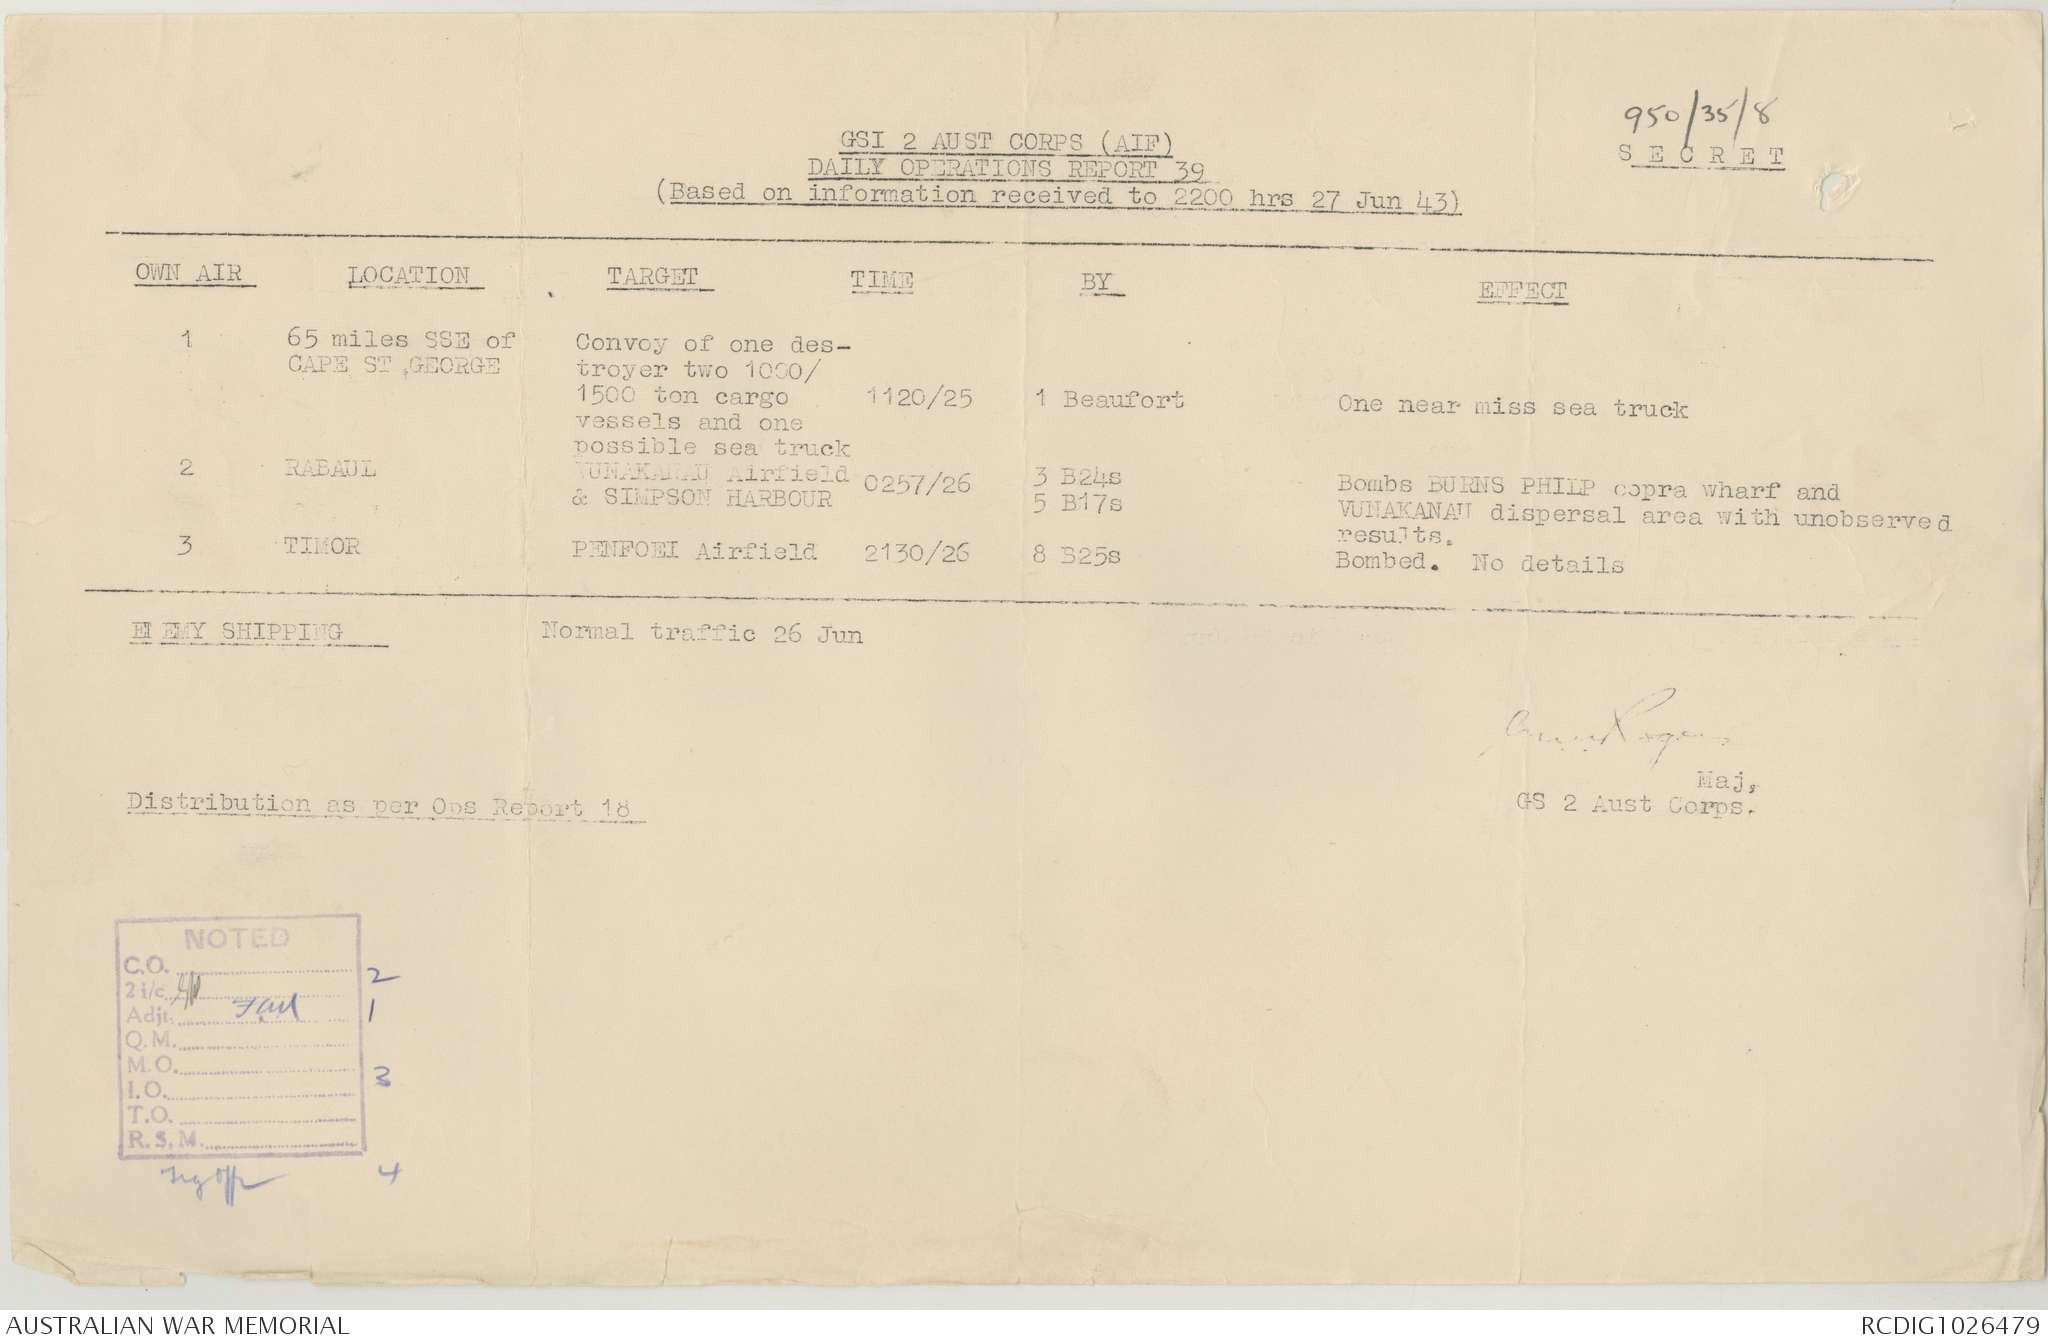 950/35/8
S E C R E T
GSI 2 AUST CORPS (AIF)
DAILY OPERATIONS REPORT 39
(Based on information received to 2200 hrs 27 Jun 43)
OWN AIR LOCATION TARGET TIME BY EFFECT
1 65 miles SSE of Convoy of one des-
CAPE ST GEORGE troyer two 1000/
1500 ton cargo 1120/25 1 Beaufort One near miss sea truck
vessels and one
possible sea truck
2 RABAUL VUNAKANAU Airfield 0257/26 3 B24s Bombs BURNS PHILP copra wharf and
& SIMPSON HARBOUR 5 B17s VUNAKANAU dispersal area with unobserved
results.
3 TIMOR PENFOEI Airfield 2130/26 8 B25s Bombed. No details
ENEMY SHIPPING Normal traffic 26 Jun
Maj,
GS 2 Aust Corps.
Distribution as per Ops Report 18
NOTED
C.O.
2 i/c 2
Adjt. 1
Q.M.
M.O.
I.O. 3
T.O.
R.S.M.
4
AUSTRALIAN WAR MEMORIAL
RCDIG1026479